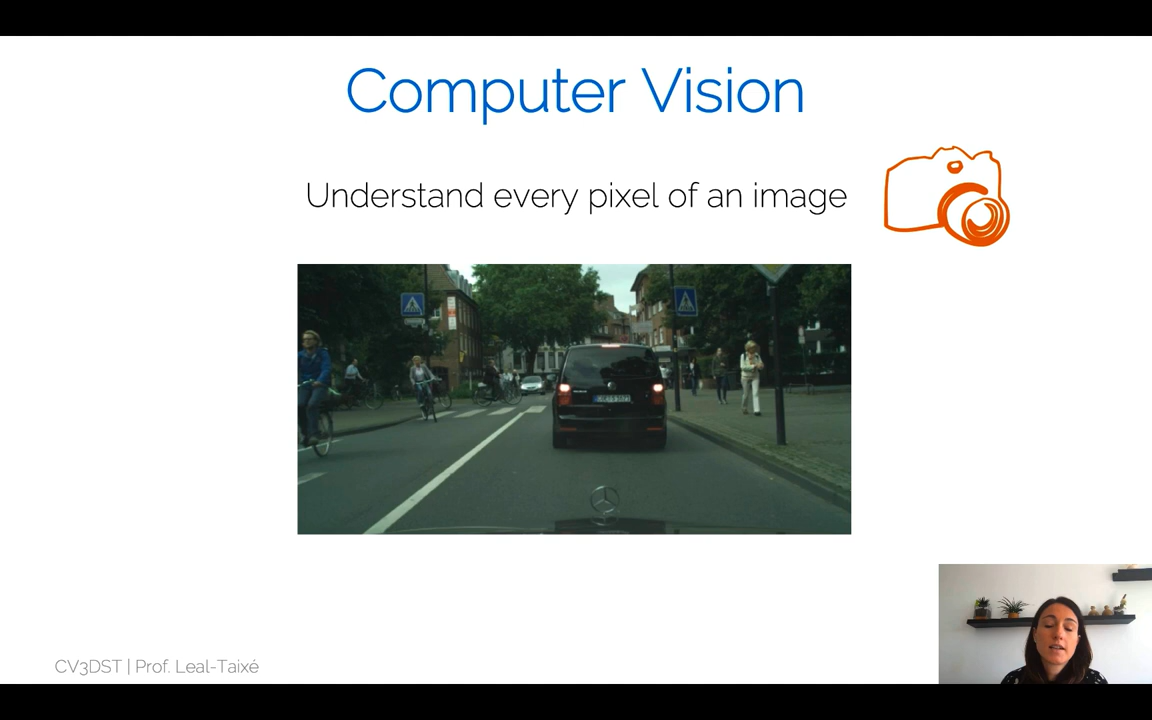 Computer Vision
Understand every pixel of an image
CV3DST | Prof. Leal-Taixé